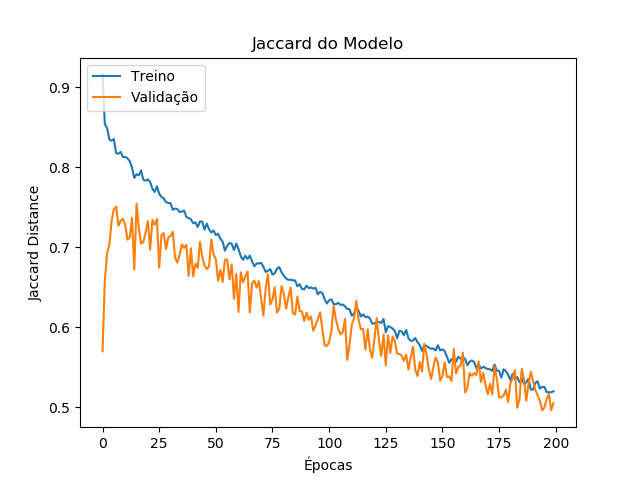 Jaccard do Modelo
Treino
Validação
Jaccard Distance
0.9
0.8
0.7
0.6
0.5
0 25 50 75 100 125 150 175 200
Épocas